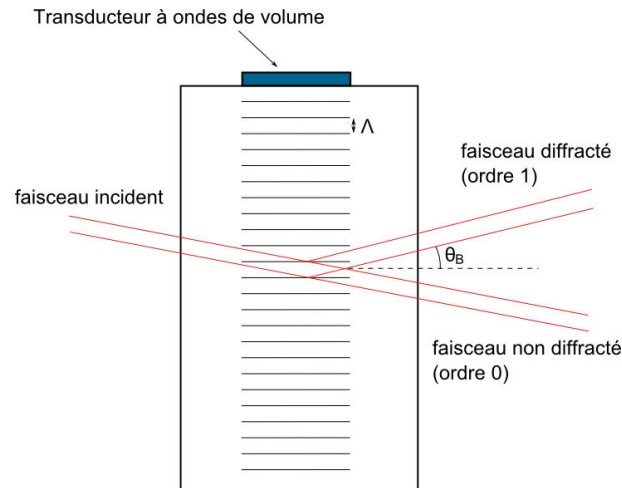 Transducteur à ondes de volume
Λ
faisceau diffracté
(ordre 1)
faisceau incident
θB
faisceau non diffracté
(ordre 0)